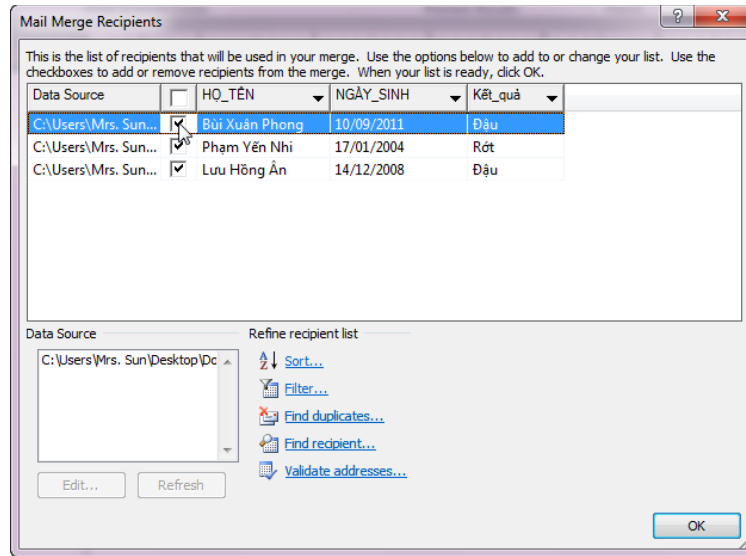 Mail Merge Recipients
This is the list of recipients that will be used in your merge. Use the options below to add to or change your list. Use the
checkboxes to add or remove recipients from the merge. When your list is ready, click OK.
Data Source HỌ_TÊN NGÀY_SINH Kết_quả
C:\Users\Mrs. Sun... Bùi Xuân Phong 10/09/2011 Đậu
C:\Users\Mrs. Sun... Phạm Yến Nhi 17/01/2004 Rớt
C:\Users\Mrs. Sun... Lưu Hồng Ân 14/12/2008 Đậu
Data Source
C:\Users\Mrs. Sun\Desktop\Dc
Edit... Refresh
Refine recipient list
Sort...
Filter...
Find duplicates...
Find recipient...
Validate addresses...
OK